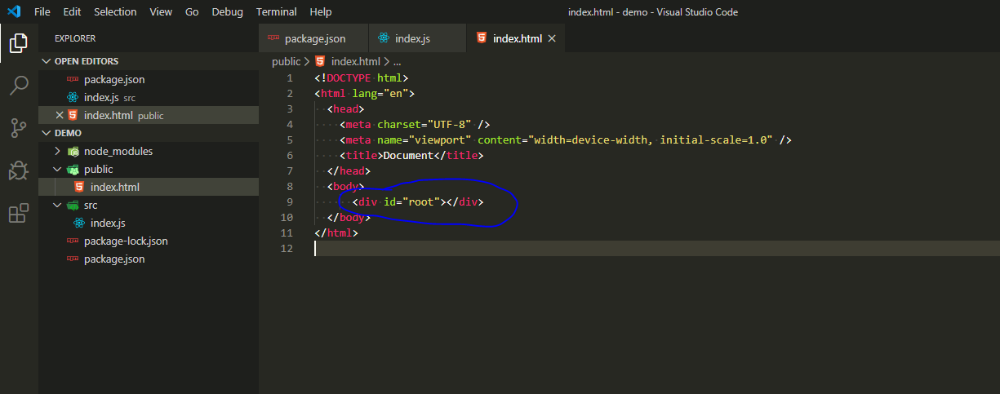 File Edit Selection View Go Debug Terminal Help index.html - demo - Visual Studio Code
EXPLORER
OPEN EDITORS
package.json
index.js src
index.html public
DEMO
node_modules
public
index.html
src
index.js
package-lock.json
package.json
package.json index.js index.html
public > index.html > ...
1 <!DOCTYPE html>
2 <html lang="en">
3 <head>
4 <meta charset="UTF-8" />
5 <meta name="viewport" content="width=device-width, initial-scale=1.0" />
6 <title>Document</title>
7 </head>
8 <body>
9 <div id="root"></div>
10 </body>
11 </html>
12